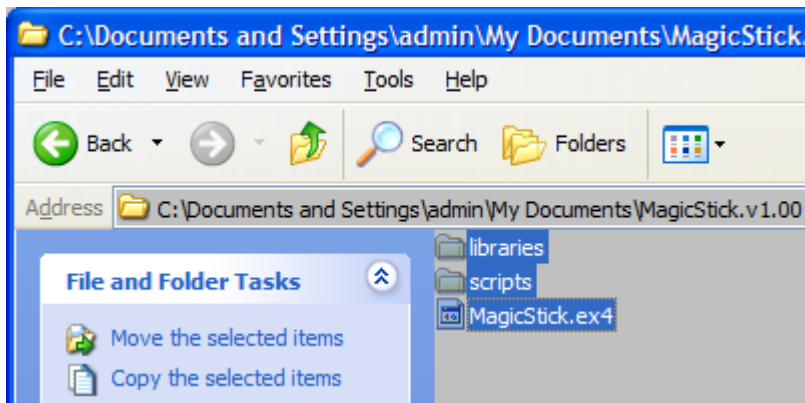 C:\Documents and Settings\admin\My Documents\MagicStick.
File Edit View Favorites Tools Help
Back Search Folders
Address C:\Documents and Settings\admin\My Documents\MagicStick.v1.00
libraries
File and Folder Tasks scripts
MagicStick.ex4
Move the selected items
Copy the selected items